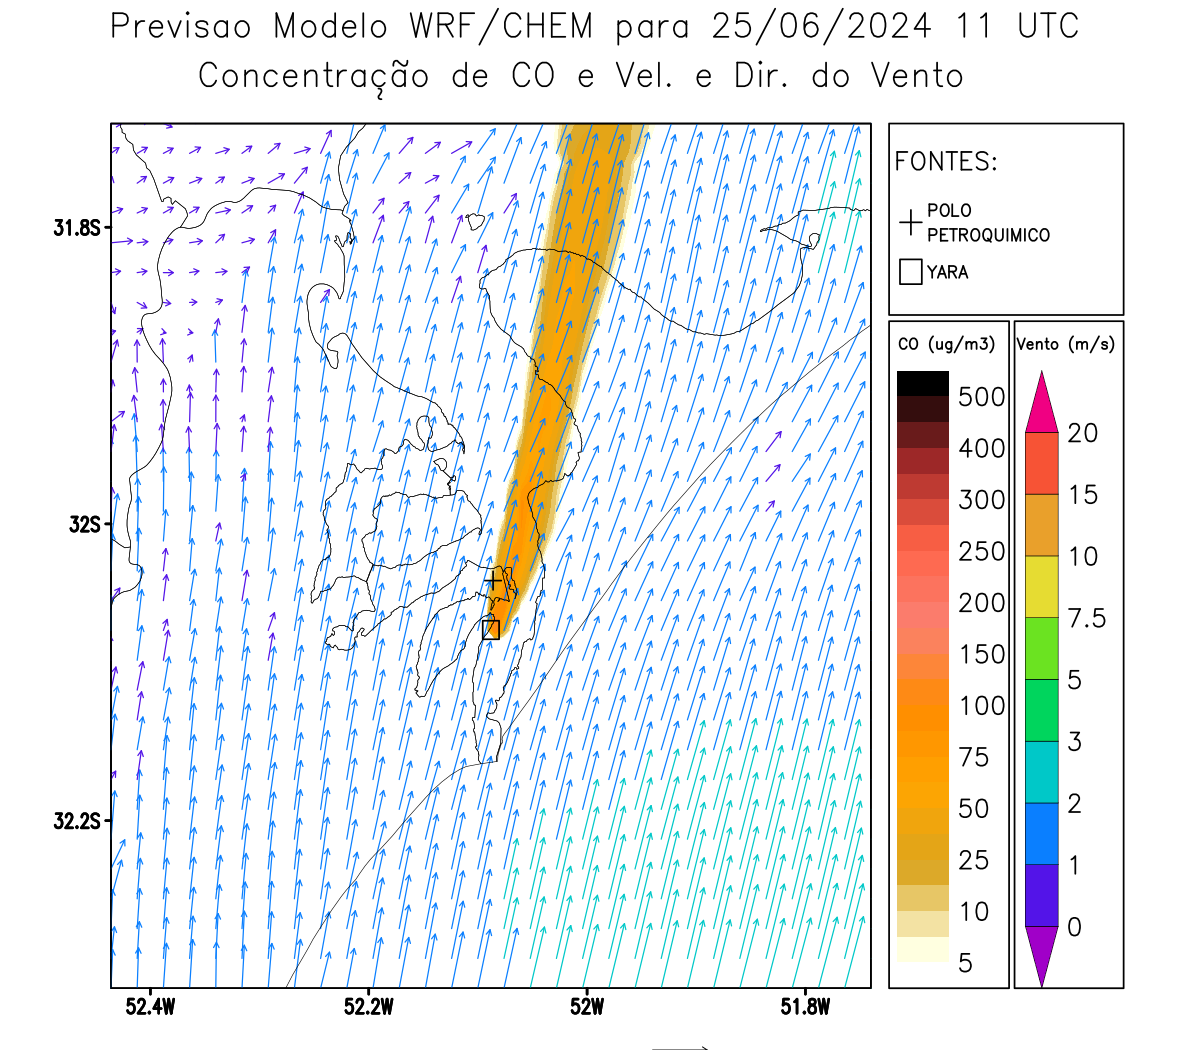 Previsao Modelo WRF/CHEM para 25/06/2024 11 UTC
Concentração de CO e Vel. e Dir. do Vento
FONTES:
POLO
PETROQUIMICO
YARA
CO (ug/m3)
500
400
300
250
200
150
100
75
50
25
10
5
Vento (m/s)
20
15
10
7.5
5
3
2
1
0
31.8S
32S
32.2S
52.4W
52.2W
52W
51.8W